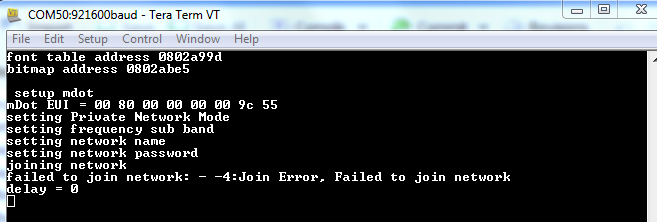 COM50:921600baud - Tera Term VT
File Edit Setup Control Window Help
font table address 0802a99d
bitmap address 0802abe5
setup mdot
mDot EUI = 00 80 00 00 00 00 9c 55
setting Private Network Mode
setting frequency sub band
setting network name
setting network password
joining network
failed to join network: - -4:Join Error, Failed to join network
delay = 0